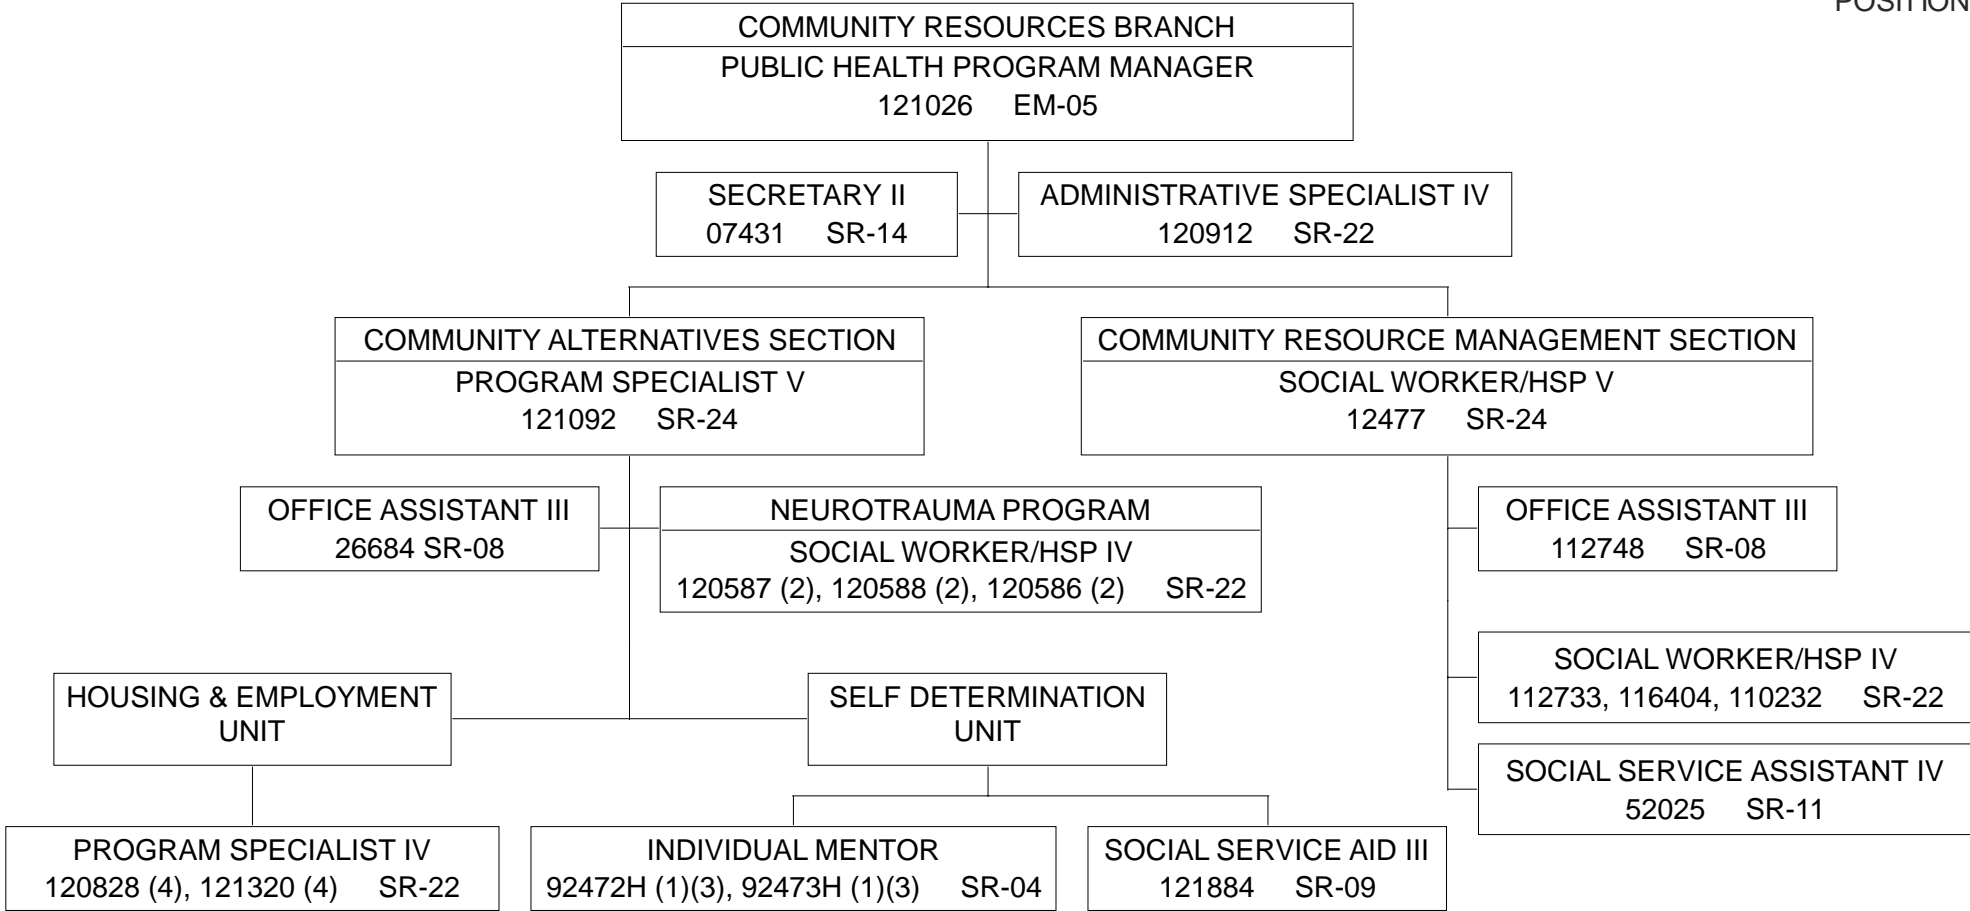 POSITION
COMMUNITY RESOURCES BRANCH
PUBLIC HEALTH PROGRAM MANAGER
121026 EM-05
SECRETARY II
07431 SR-14
ADMINISTRATIVE SPECIALIST IV
120912 SR-22
COMMUNITY ALTERNATIVES SECTION
PROGRAM SPECIALIST V
121092 SR-24
COMMUNITY RESOURCE MANAGEMENT SECTION
SOCIAL WORKER/HSP V
12477 SR-24
OFFICE ASSISTANT III
26684 SR-08
NEUROTRAUMA PROGRAM
SOCIAL WORKER/HSP IV
120587 (2), 120588 (2), 120586 (2) SR-22
OFFICE ASSISTANT III
112748 SR-08
SOCIAL WORKER/HSP IV
112733, 116404, 110232 SR-22
SOCIAL SERVICE ASSISTANT IV
52025 SR-11
HOUSING & EMPLOYMENT
UNIT
SELF DETERMINATION
UNIT
PROGRAM SPECIALIST IV
120828 (4), 121320 (4) SR-22
INDIVIDUAL MENTOR
92472H (1)(3), 92473H (1)(3) SR-04
SOCIAL SERVICE AID III
121884 SR-09